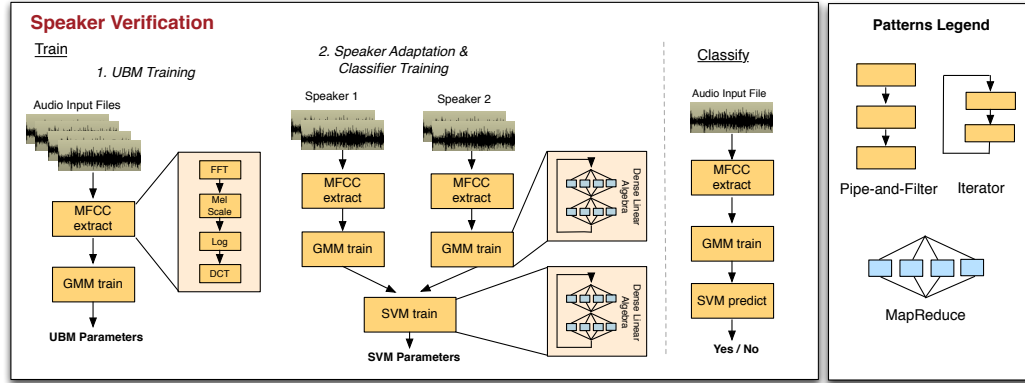 Speaker Verification
Train
1. UBM Training
Audio Input Files
MFCC
extract
GMM train
UBM Parameters
FFT
Mel
Scale
Log
DCT
2. Speaker Adaptation &
Classifier Training
Speaker 1
Speaker 2
MFCC
extract
MFCC
extract
GMM train
GMM train
SVM train
SVM Parameters
Dense Linear
Algebra
Dense Linear
Algebra
Classify
Audio Input File
MFCC
extract
GMM train
SVM predict
Yes / No
Patterns Legend
Pipe-and-Filter
Iterator
MapReduce